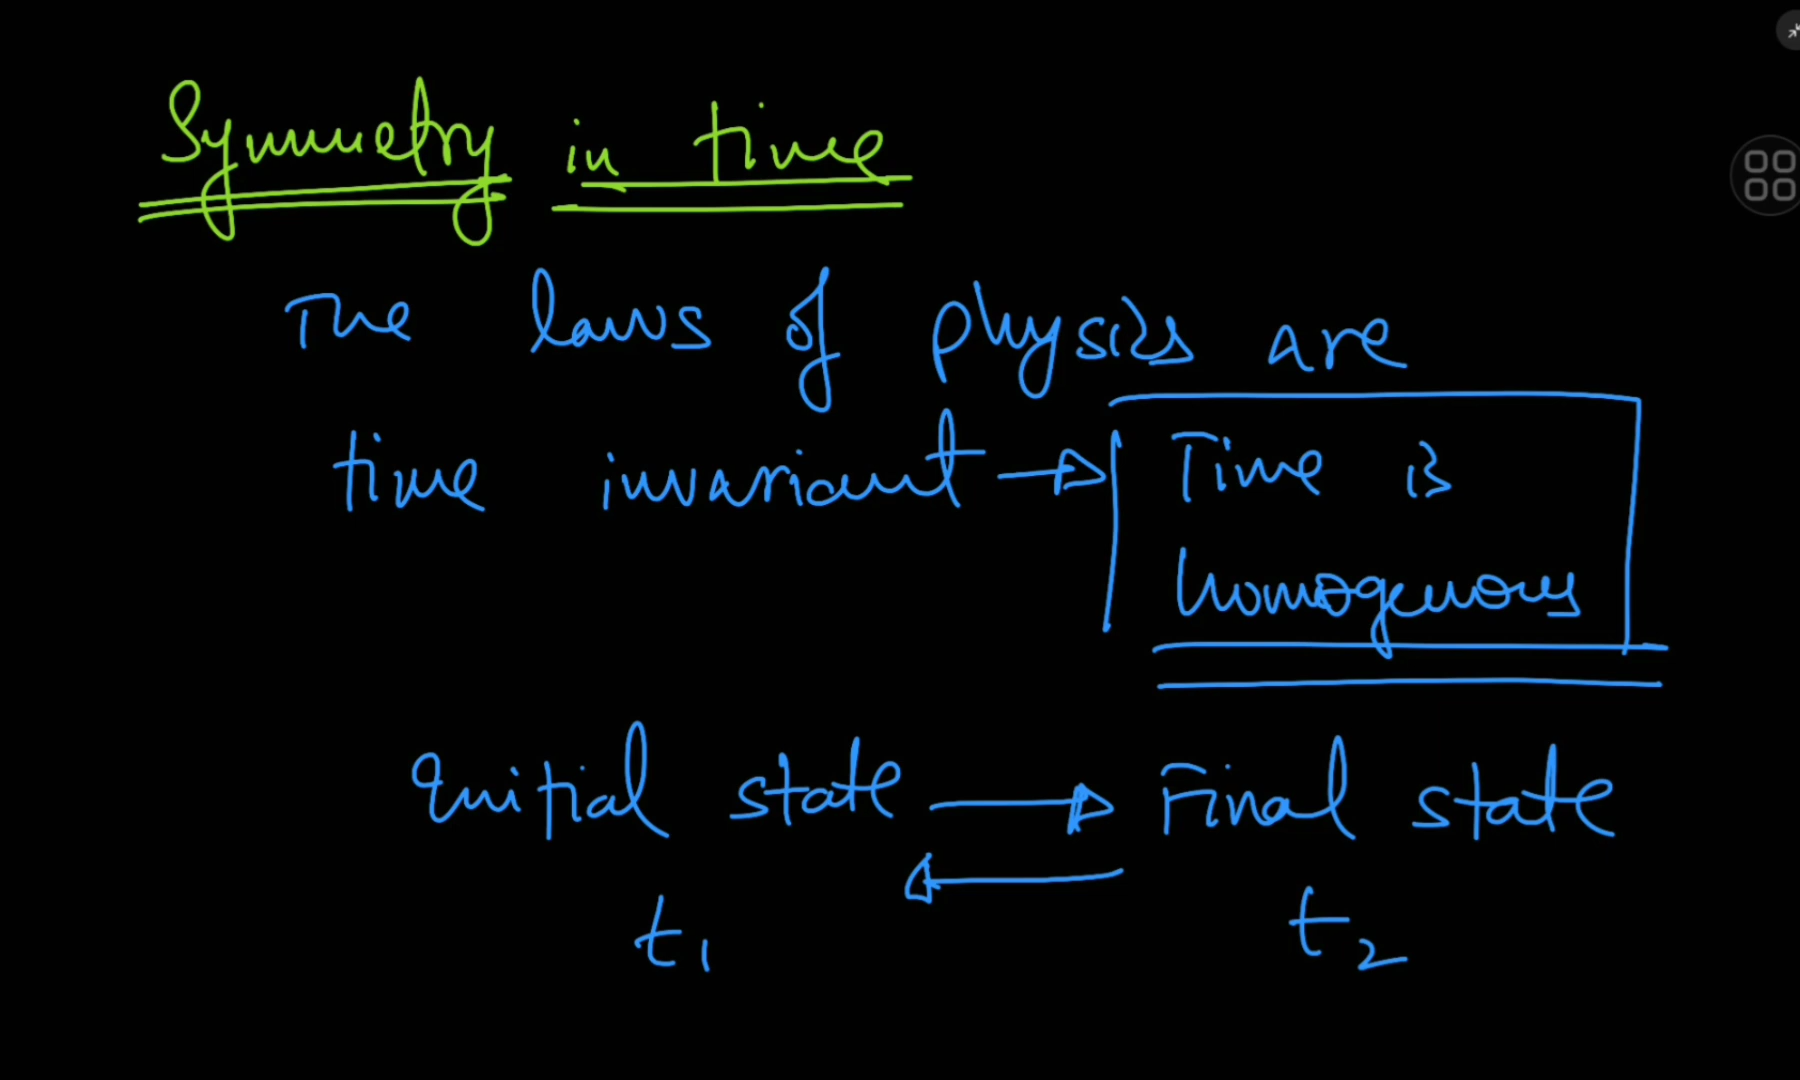 Symmetry in time
The laws of physics are
time invariant → Time is
homogenous
Initial state → Final state
←
t₁ t₂